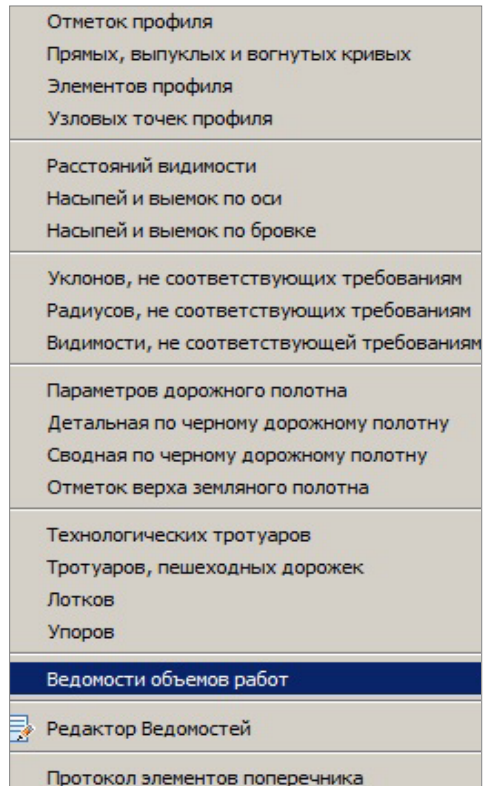 Отметок профиля
Прямых, выпуклых и вогнутых кривых
Элементов профиля
Узловых точек профиля
Расстояний видимости
Насыпей и выемок по оси
Насыпей и выемок по бровке
Уклонов, не соответствующих требованиям
Радиусов, не соответствующих требованиям
Видимости, не соответствующей требованиям
Параметров дорожного полотна
Детальная по черному дорожному полотну
Сводная по черному дорожному полотну
Отметок верха земляного полотна
Технологических тротуаров
Тротуаров, пешеходных дорожек
Лотков
Упоров
Ведомости объемов работ
Редактор Ведомостей
Протокол элементов поперечника